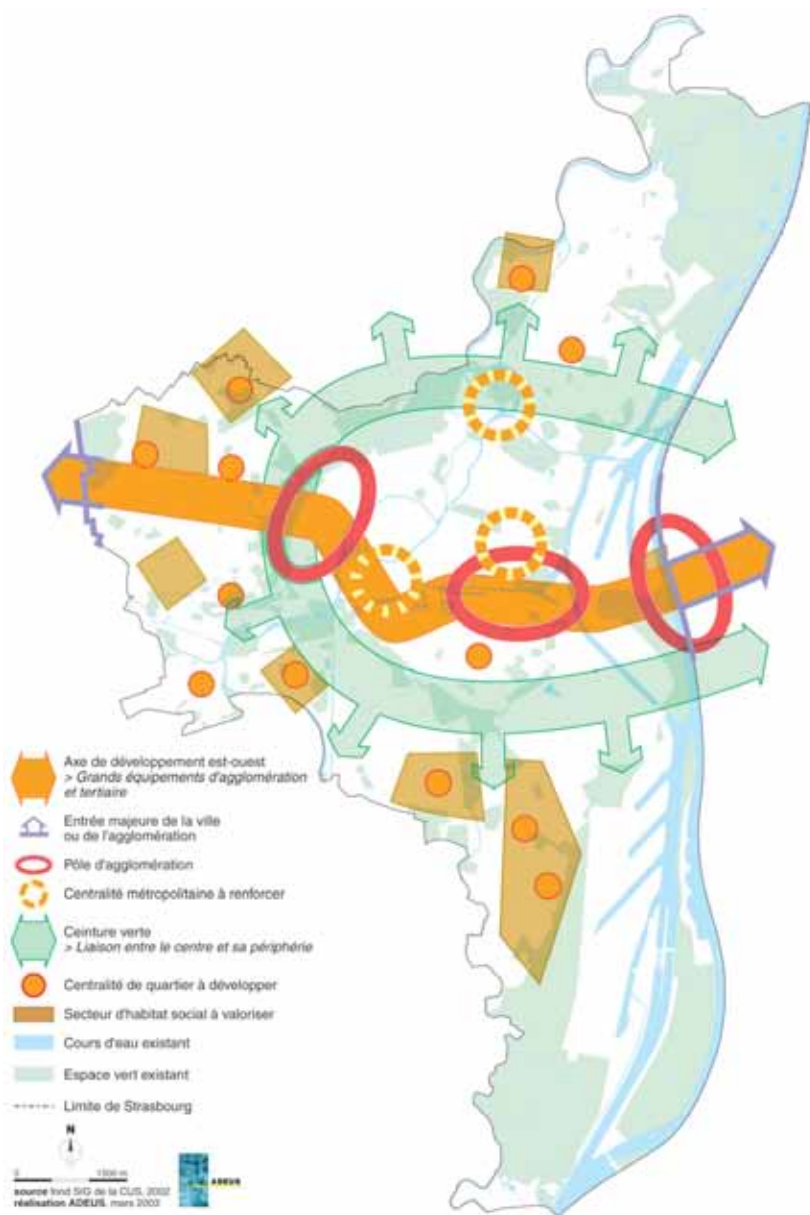 Axe de développement est-ouest
> Grands équipements d'agglomération
et tertiaire
Entrée majeure de la ville
ou de l'agglomération
Pôle d'agglomération
Centralité métropolitaine à renforcer
Ceinture verte
> Liaison entre le centre et sa périphérie
Centralité de quartier à développer
Secteur d'habitat social à valoriser
Cours d'eau existant
Espace vert existant
Limite de Strasbourg
N
0 1500 m
source fond SIG de la CUS, 2002
réalisation ADEUS, mars 2003
ADEUS